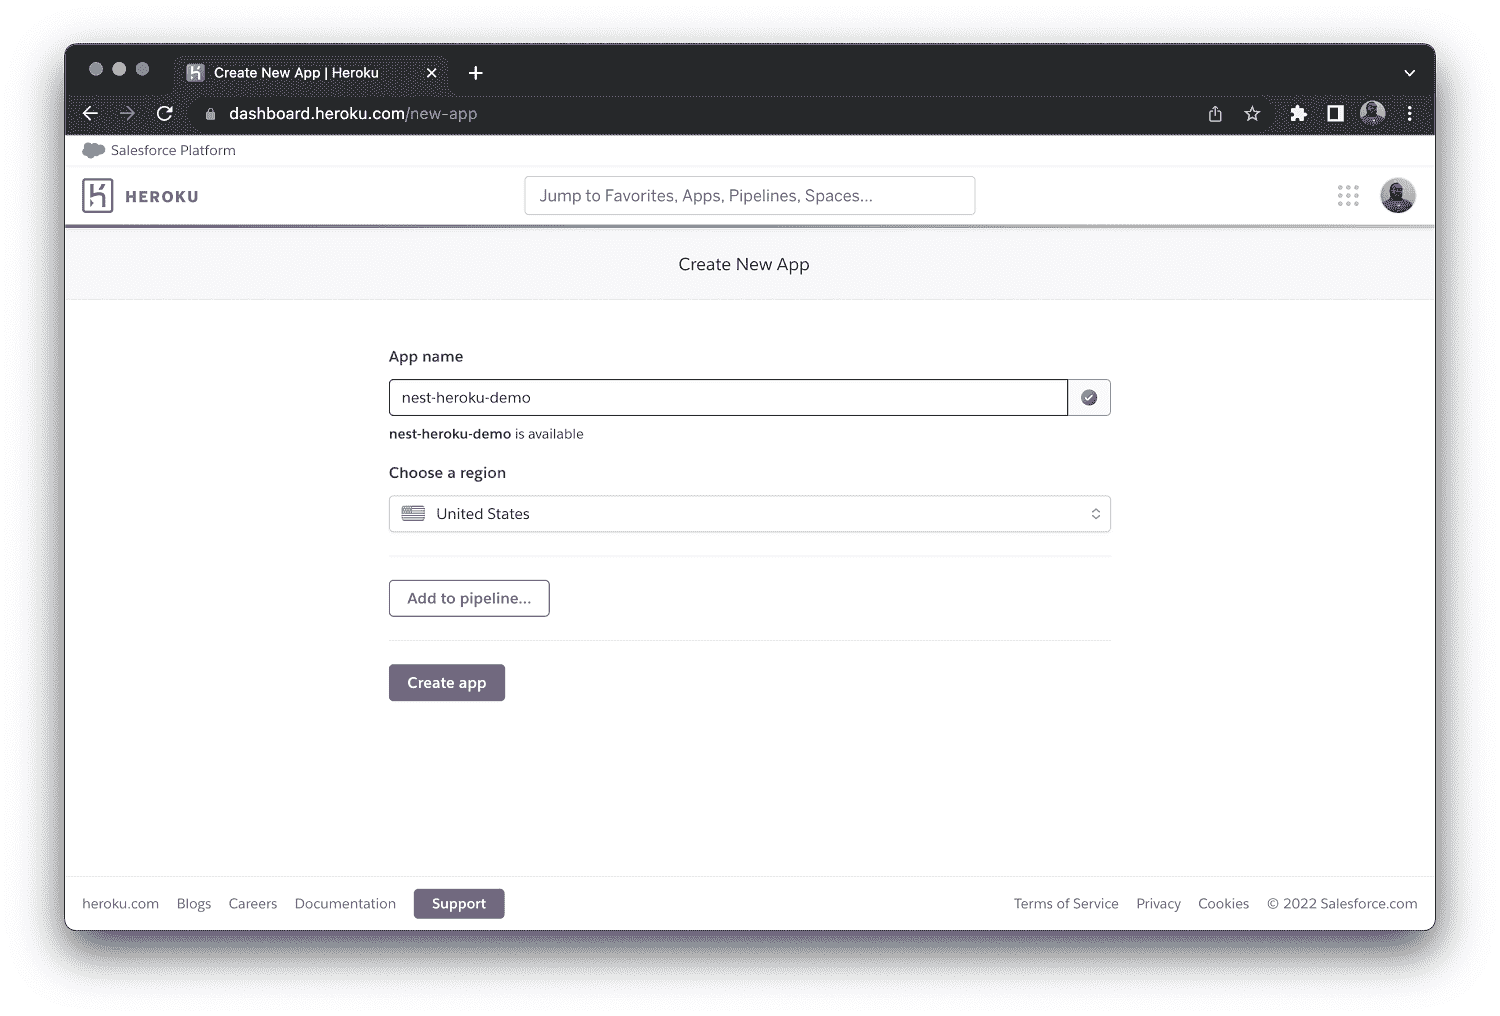 Create New App | Heroku
dashboard.heroku.com/new-app
Salesforce Platform
HEROKU
Jump to Favorites, Apps, Pipelines, Spaces...
Create New App
App name
nest-heroku-demo
nest-heroku-demo is available
Choose a region
United States
Add to pipeline...
Create app
heroku.com Blogs Careers Documentation Support Terms of Service Privacy Cookies © 2022 Salesforce.com